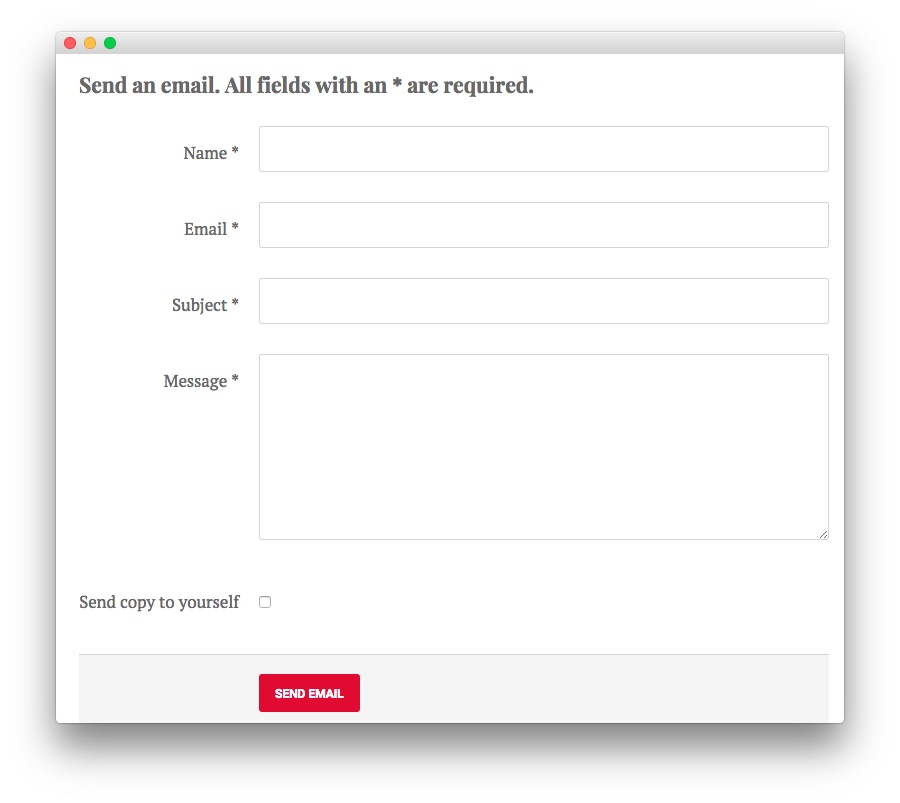 Send an email. All fields with an * are required.
Name *
Email *
Subject *
Message *
Send copy to yourself
SEND EMAIL